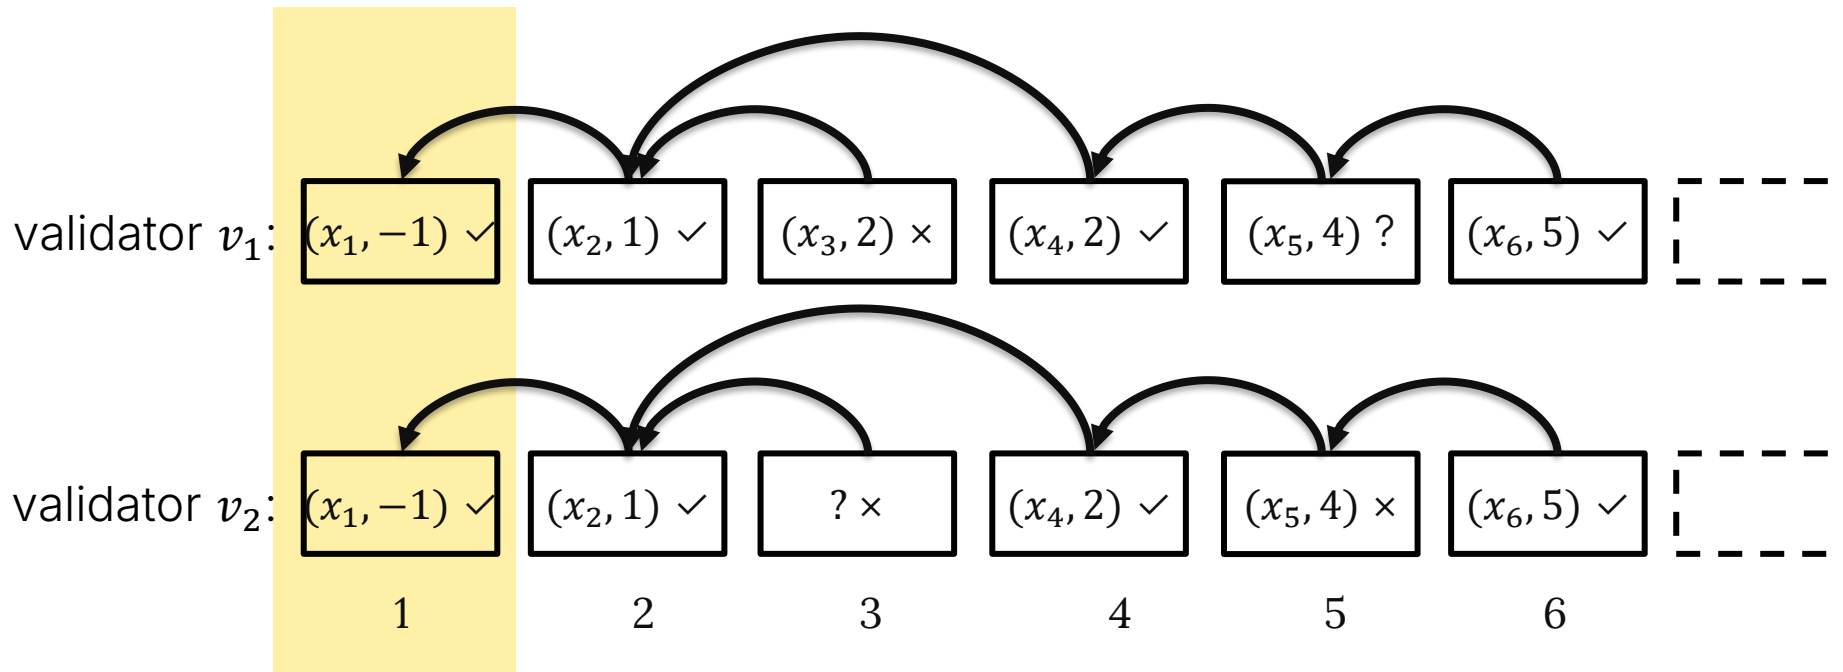 validator v₁: (x₁, −1) ✓ (x₂, 1) ✓ (x₃, 2) × (x₄, 2) ✓ (x₅, 4) ? (x₆, 5) ✓
validator v₂: (x₁, −1) ✓ (x₂, 1) ✓ ? × (x₄, 2) ✓ (x₅, 4) × (x₆, 5) ✓
1 2 3 4 5 6